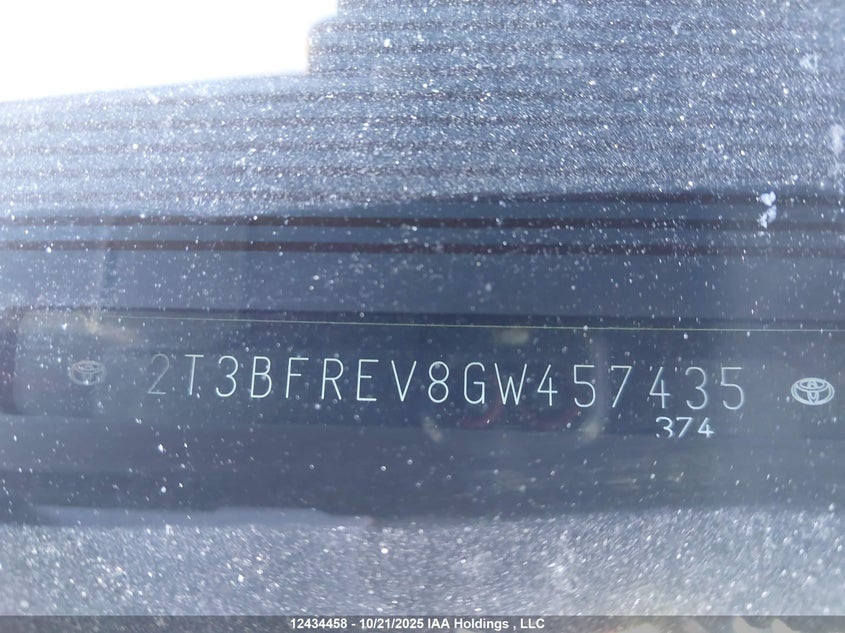 2T3BFREV8GW457435
374
12434458 - 10/21/2025 IAA Holdings , LLC